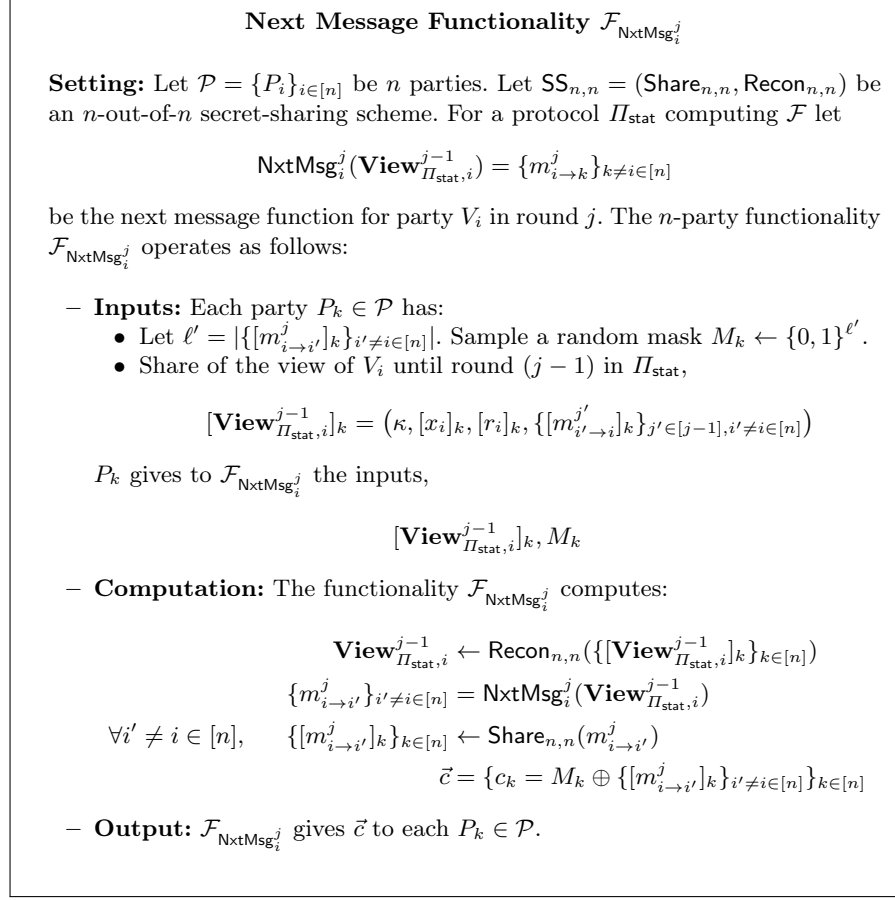 Next Message Functionality $\mathcal{F}_{\mathsf{NxtMsg}_i^j}$
Setting: Let $\mathcal{P} = \{P_i\}_{i\in[n]}$ be $n$ parties. Let $\mathsf{SS}_{n,n} = (\mathsf{Share}_{n,n}, \mathsf{Recon}_{n,n})$ be
an $n$-out-of-$n$ secret-sharing scheme. For a protocol $\Pi_{\mathsf{stat}}$ computing $\mathcal{F}$ let
$\mathsf{NxtMsg}_i^j(\mathbf{View}_{\Pi_{\mathsf{stat}},i}^{j-1}) = \{m_{i\to k}^j\}_{k\neq i\in[n]}$
be the next message function for party $V_i$ in round $j$. The $n$-party functionality
$\mathcal{F}_{\mathsf{NxtMsg}_i^j}$ operates as follows:
– Inputs: Each party $P_k \in \mathcal{P}$ has:
• Let $\ell' = |\{[m_{i\to i'}^j]_k\}_{i'\neq i\in[n]}|$. Sample a random mask $M_k \leftarrow \{0,1\}^{\ell'}$.
• Share of the view of $V_i$ until round $(j-1)$ in $\Pi_{\mathsf{stat}}$,
$[\mathbf{View}_{\Pi_{\mathsf{stat}},i}^{j-1}]_k = (\kappa, [x_i]_k, [r_i]_k, \{[m_{i'\to i}^{j'}]_k\}_{j'\in[j-1],i'\neq i\in[n]})$
$P_k$ gives to $\mathcal{F}_{\mathsf{NxtMsg}_i^j}$ the inputs,
$[\mathbf{View}_{\Pi_{\mathsf{stat}},i}^{j-1}]_k, M_k$
– Computation: The functionality $\mathcal{F}_{\mathsf{NxtMsg}_i^j}$ computes:
$\mathbf{View}_{\Pi_{\mathsf{stat}},i}^{j-1} \leftarrow \mathsf{Recon}_{n,n}(\{[\mathbf{View}_{\Pi_{\mathsf{stat}},i}^{j-1}]_k\}_{k\in[n]})$
$\{m_{i\to i'}^j\}_{i'\neq i\in[n]} = \mathsf{NxtMsg}_i^j(\mathbf{View}_{\Pi_{\mathsf{stat}},i}^{j-1})$
$\forall i' \neq i \in [n], \quad \{[m_{i\to i'}^j]_k\}_{k\in[n]} \leftarrow \mathsf{Share}_{n,n}(m_{i\to i'}^j)$
$\vec{c} = \{c_k = M_k \oplus \{[m_{i\to i'}^j]_k\}_{i'\neq i\in[n]}\}_{k\in[n]}$
– Output: $\mathcal{F}_{\mathsf{NxtMsg}_i^j}$ gives $\vec{c}$ to each $P_k \in \mathcal{P}$.